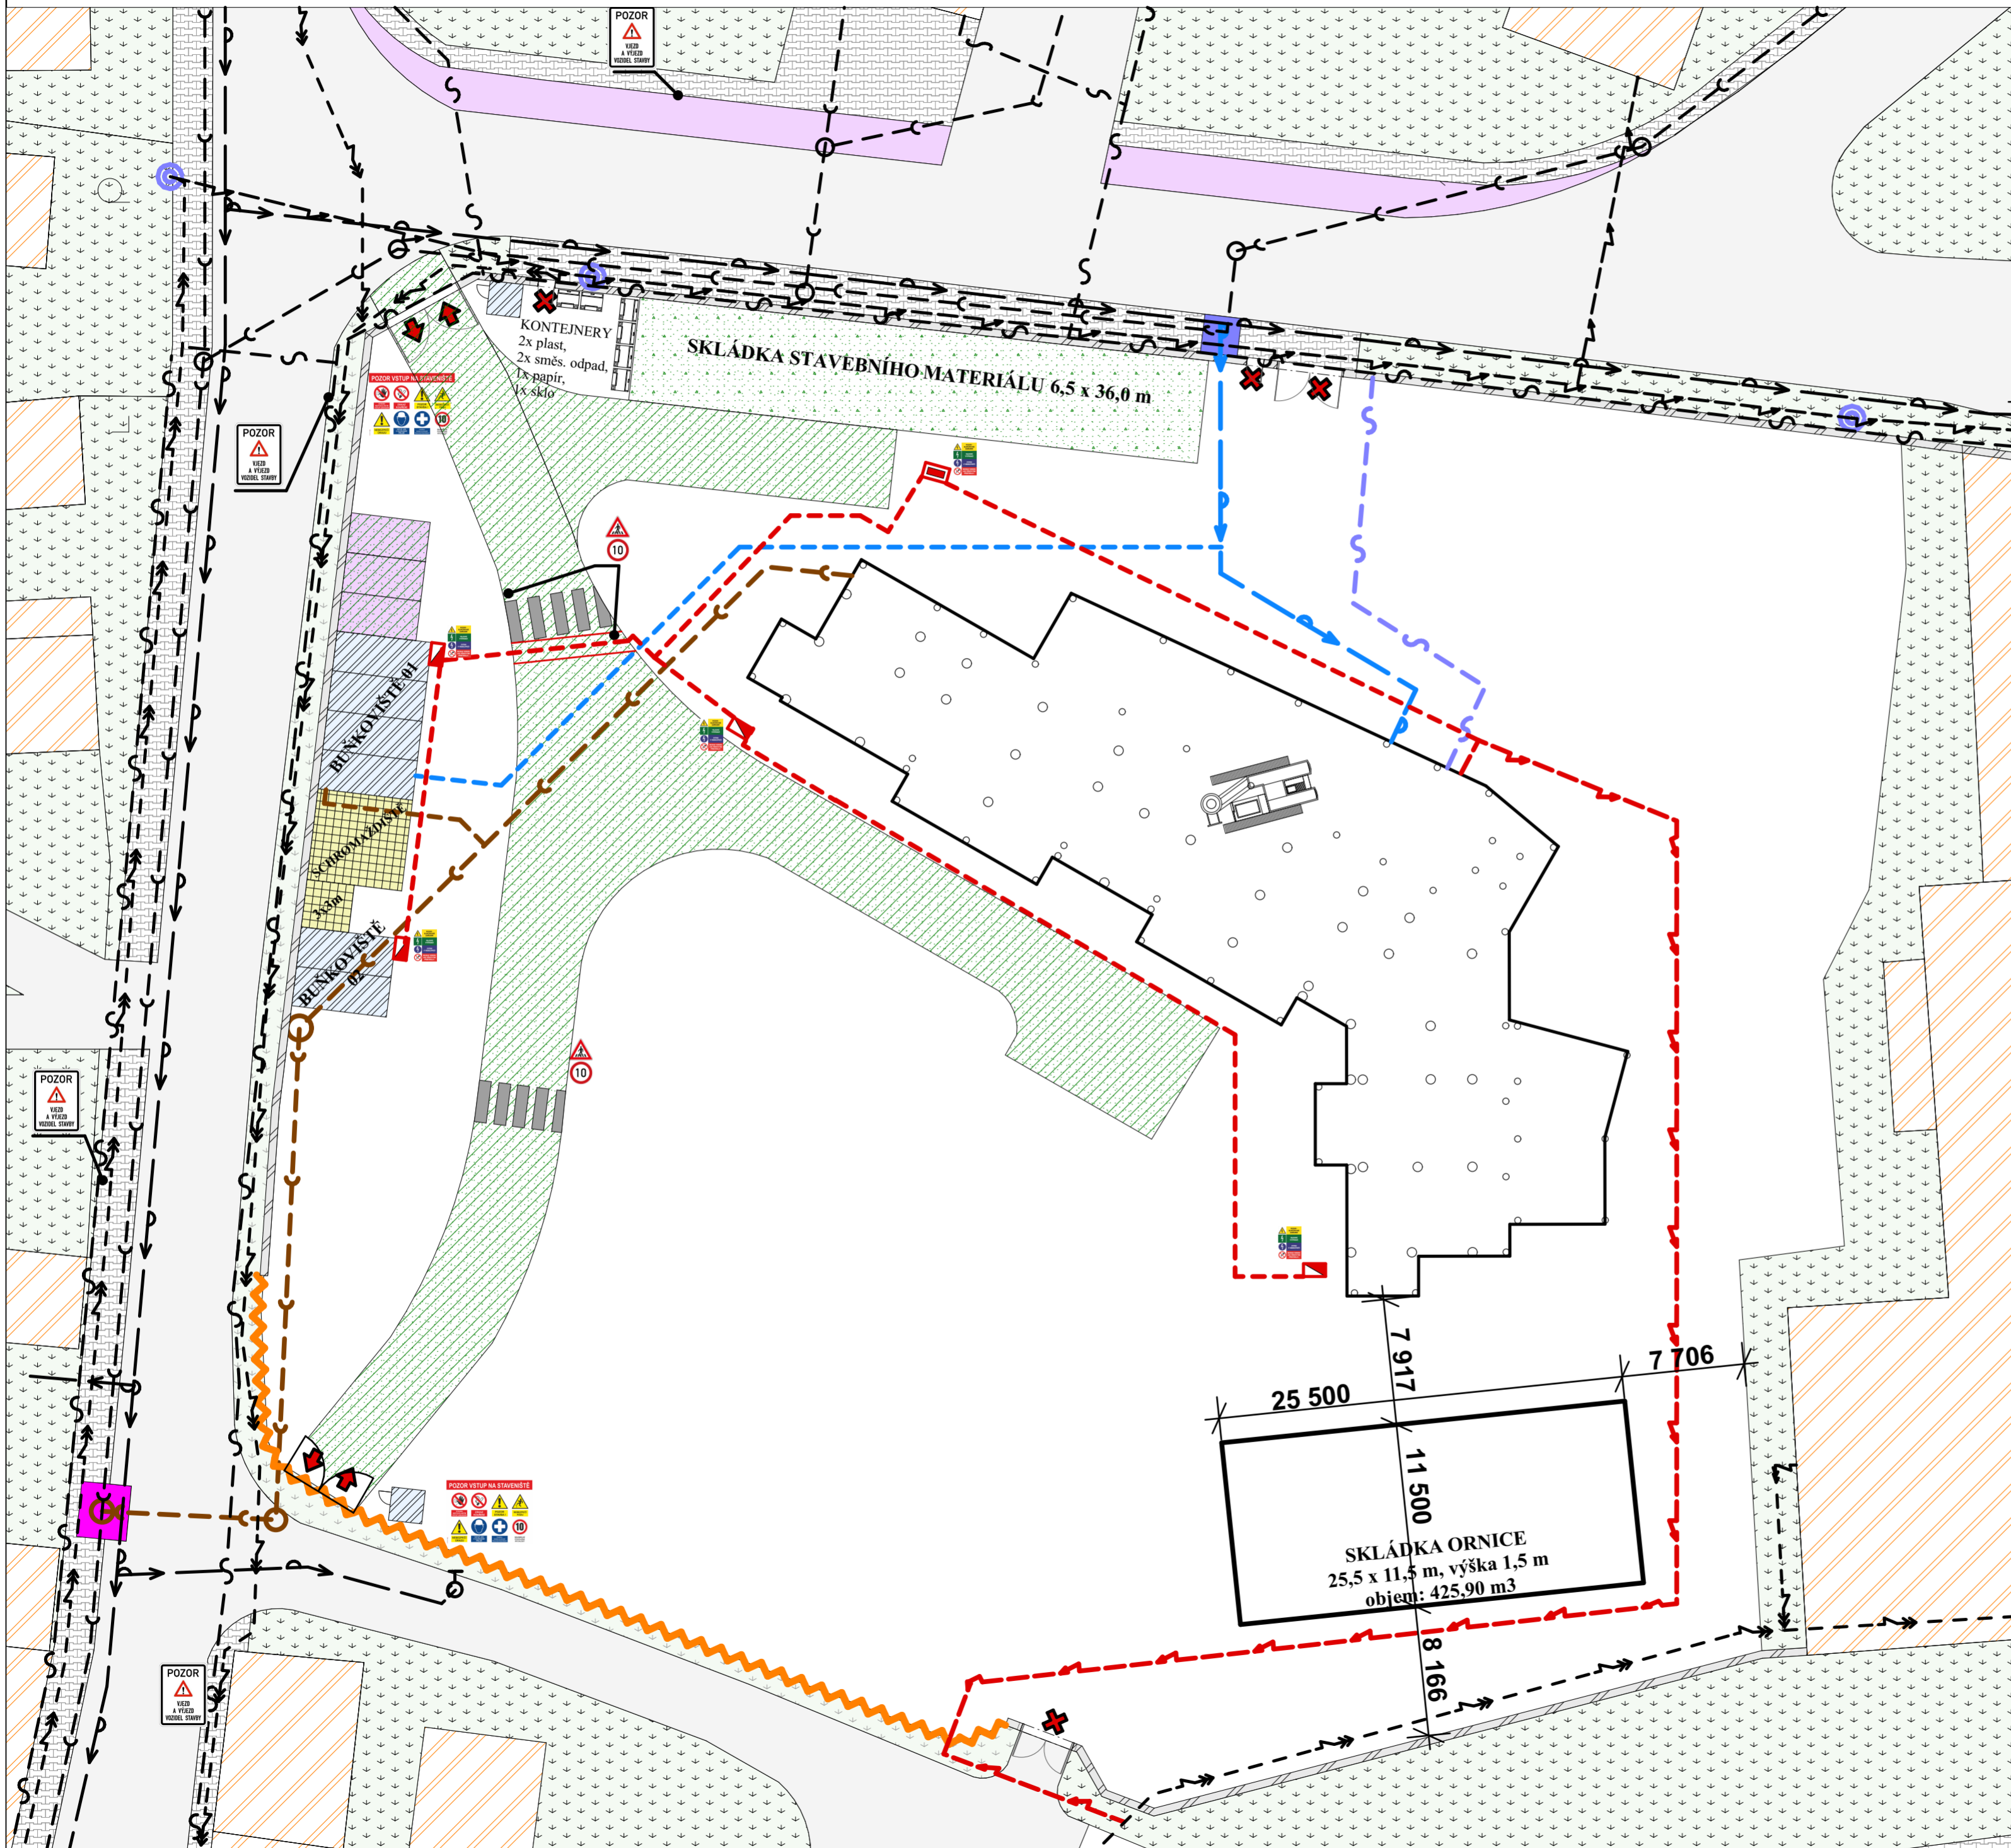 POZOR
VJEZD
A VÝJEZD
VOZIDEL STAVBY
KONTEJNERY
2x plast,
2x směs. odpad,
1x papír,
1x sklo
SKLÁDKA STAVEBNÍHO MATERIÁLU 6,5 x 36,0 m
POZOR VSTUP NA STAVENIŠTĚ
10
POZOR
VJEZD
A VÝJEZD
VOZIDEL STAVBY
10
BUŇKOVIŠTĚ 01
SCHROMAŽDIŠTĚ
3x3m
BUŇKOVIŠTĚ
02
10
POZOR
VJEZD
A VÝJEZD
VOZIDEL STAVBY
7 917
7 706
25 500
11 500
SKLÁDKA ORNICE
25,5 x 11,5 m, výška 1,5 m
objem: 425,90 m3
8 166
POZOR VSTUP NA STAVENIŠTĚ
10
POZOR
VJEZD
A VÝJEZD
VOZIDEL STAVBY